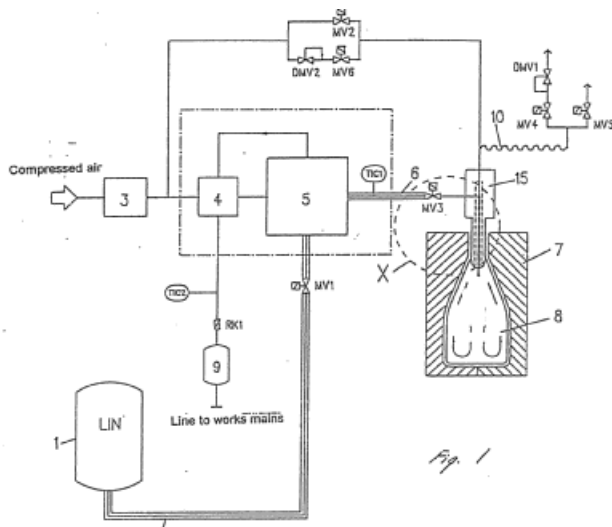 MV2
DMV2 MV6
DMV1
MV4 MV5
10
Compressed air
3
4
5
TIC1
6
MV3
15
7
X
8
TIC2
MV1
RK1
9
Line to works mains
1
LIN
Fig. 1